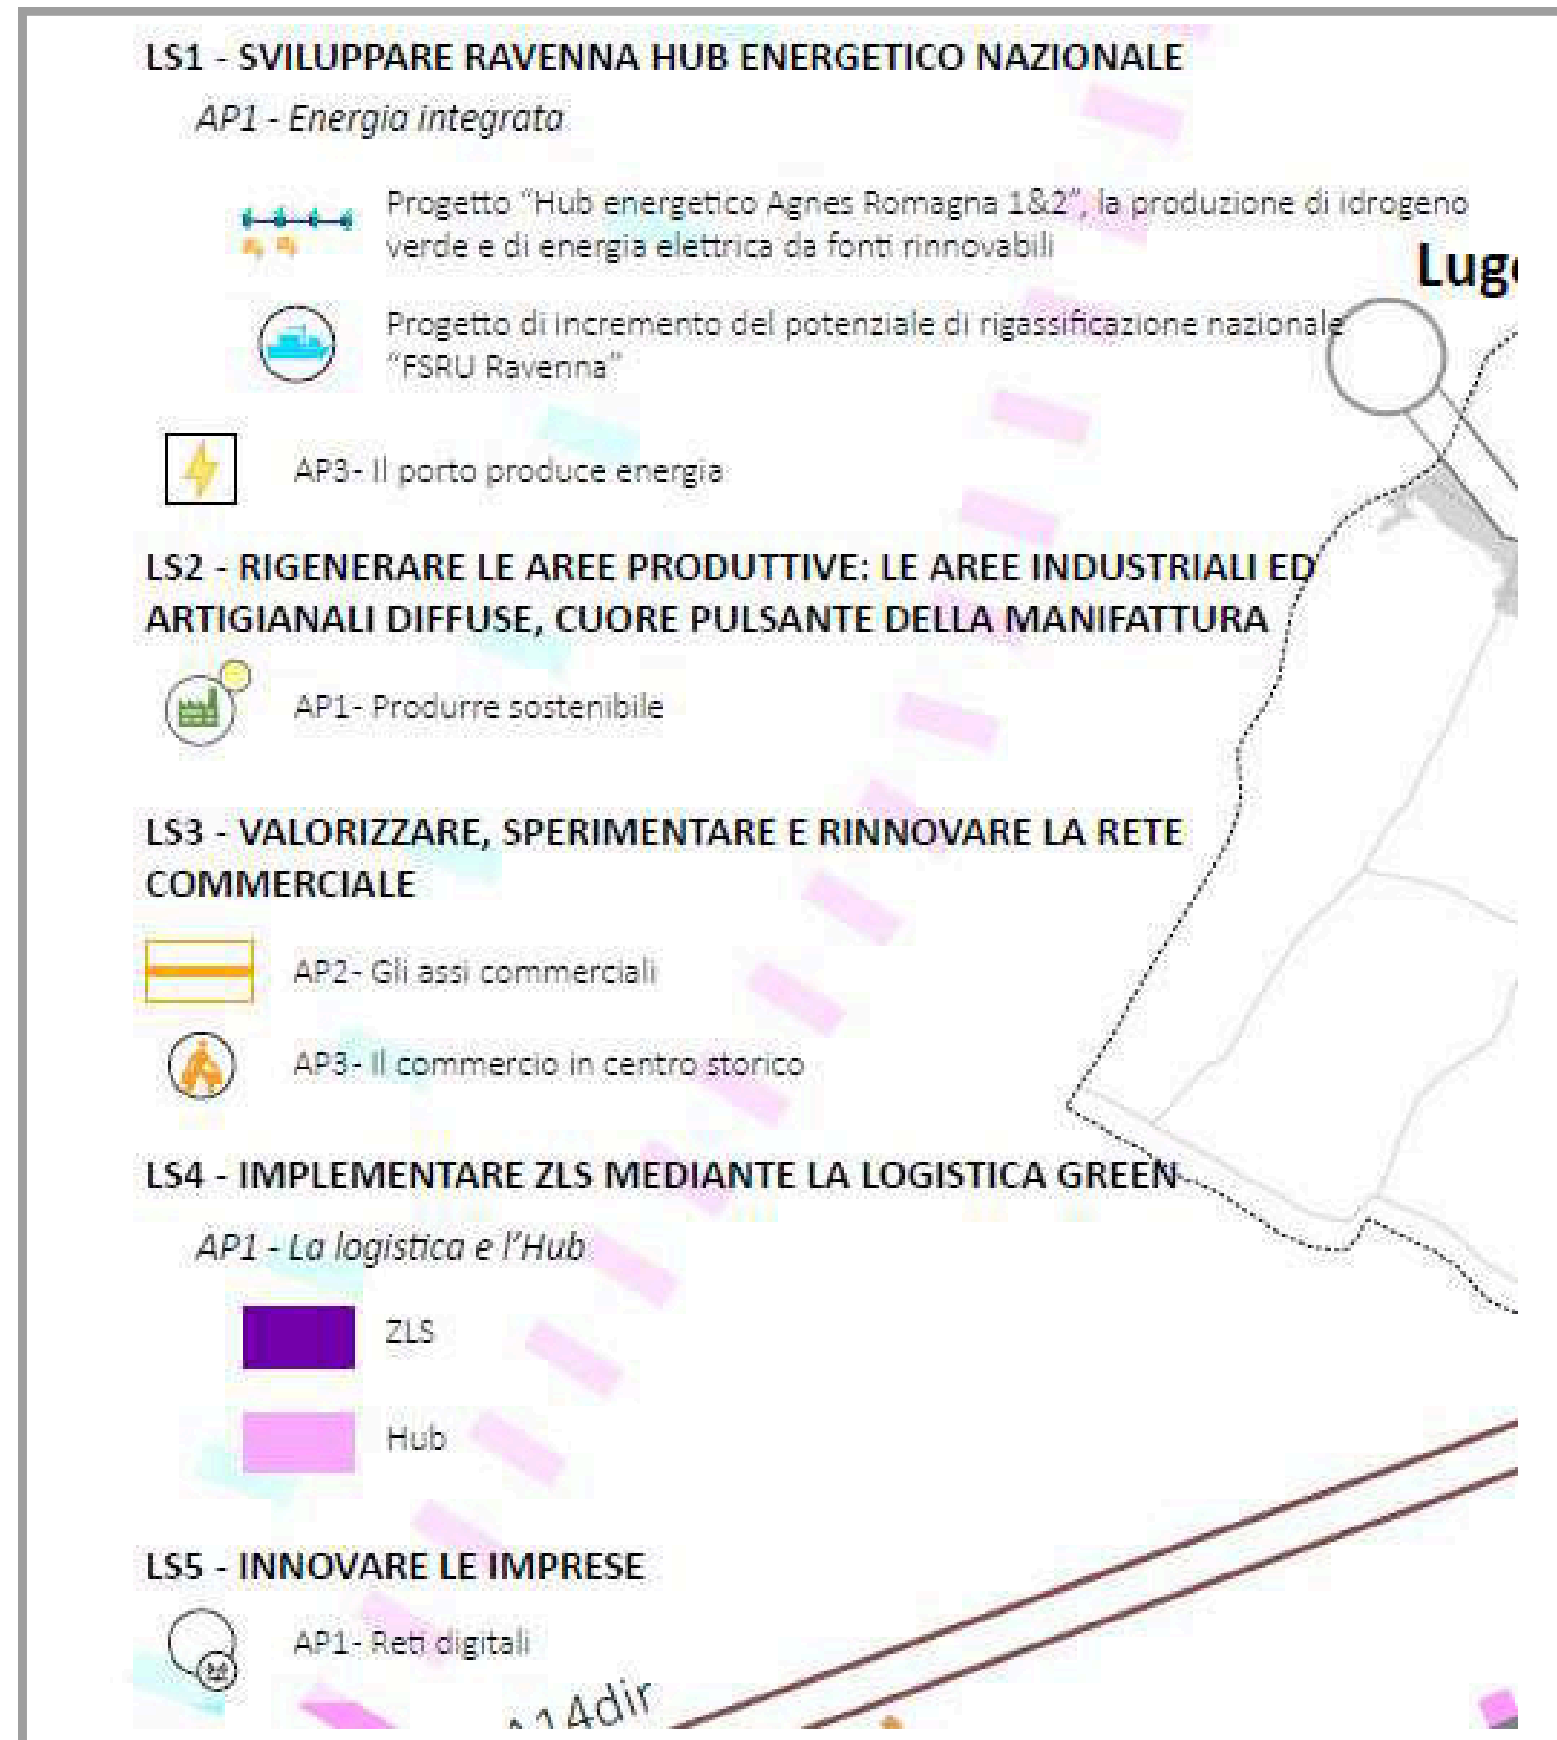 LS1 - SVILUPPARE RAVENNA HUB ENERGETICO NAZIONALE
AP1 - Energia integrata
Progetto “Hub energetico Agnes Romagna 1&2”, la produzione di idrogeno
verde e di energia elettrica da fonti rinnovabili
Lug
Progetto di incremento del potenziale di rigassificazione nazionale
“FSRU Ravenna”
AP3- Il porto produce energia
LS2 - RIGENERARE LE AREE PRODUTTIVE: LE AREE INDUSTRIALI ED
ARTIGIANALI DIFFUSE, CUORE PULSANTE DELLA MANIFATTURA
AP1- Produrre sostenibile
LS3 - VALORIZZARE, SPERIMENTARE E RINNOVARE LA RETE
COMMERCIALE
AP2- Gli assi commerciali
AP3- Il commercio in centro storico
LS4 - IMPLEMENTARE ZLS MEDIANTE LA LOGISTICA GREEN
AP1 - La logistica e l’Hub
ZLS
Hub
LS5 - INNOVARE LE IMPRESE
AP1- Reti digitali
A14dir